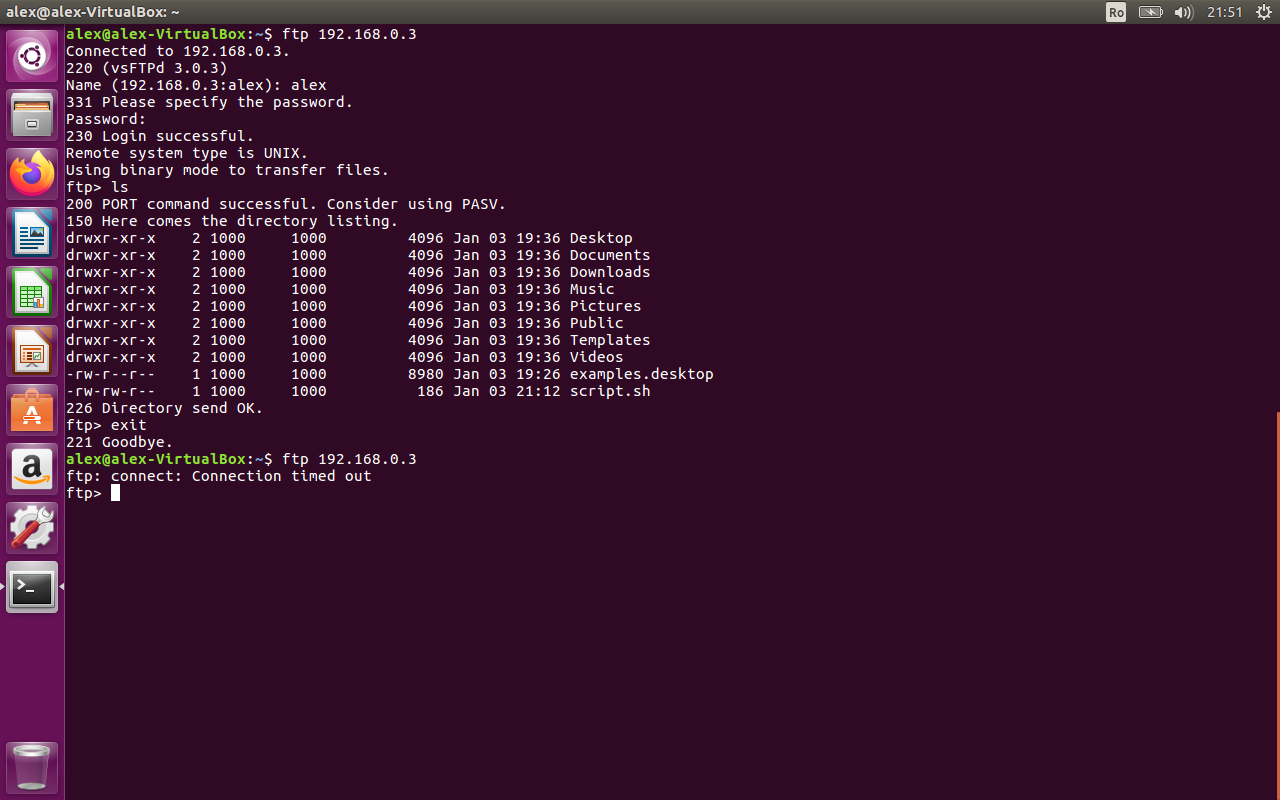 alex@alex-VirtualBox: ~
Ro
21:51
alex@alex-VirtualBox:~$ ftp 192.168.0.3
Connected to 192.168.0.3.
220 (vsFTPd 3.0.3)
Name (192.168.0.3:alex): alex
331 Please specify the password.
Password:
230 Login successful.
Remote system type is UNIX.
Using binary mode to transfer files.
ftp> ls
200 PORT command successful. Consider using PASV.
150 Here comes the directory listing.
drwxr-xr-x    2 1000     1000         4096 Jan 03 19:36 Desktop
drwxr-xr-x    2 1000     1000         4096 Jan 03 19:36 Documents
drwxr-xr-x    2 1000     1000         4096 Jan 03 19:36 Downloads
drwxr-xr-x    2 1000     1000         4096 Jan 03 19:36 Music
drwxr-xr-x    2 1000     1000         4096 Jan 03 19:36 Pictures
drwxr-xr-x    2 1000     1000         4096 Jan 03 19:36 Public
drwxr-xr-x    2 1000     1000         4096 Jan 03 19:36 Templates
drwxr-xr-x    2 1000     1000         4096 Jan 03 19:36 Videos
-rw-r--r--    1 1000     1000         8980 Jan 03 19:26 examples.desktop
-rw-rw-r--    1 1000     1000          186 Jan 03 21:12 script.sh
226 Directory send OK.
ftp> exit
221 Goodbye.
alex@alex-VirtualBox:~$ ftp 192.168.0.3
ftp: connect: Connection timed out
ftp>